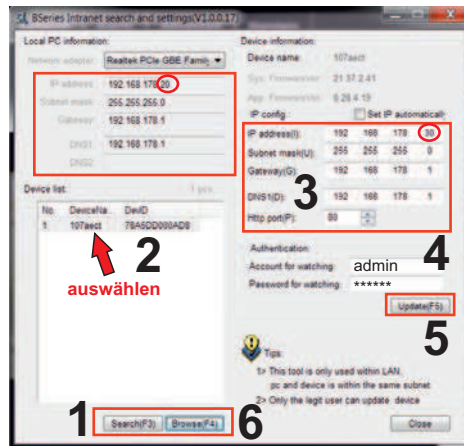 BSeries Intranet search and settings(V1.0.0.17)
Local PC information:
Network adapter: Realtek PCIe GBE Family
IP address: 192.168.178.20
Subnet mask: 255.255.255.0
Gateway: 192.168.178.1
DNS1: 192.168.178.1
DNS2:
Device list: 1 pcs
No. DeviceNa... DevID
1 107aect 78A5DD000AD8
2
auswählen
1
Search(F3) Browse(F4) 6
Device information:
Device name: 107aect
Sys. Firmwarever: 21.37.2.41
App. Firmwarever: 6.28.4.19
IP config.: Set IP automatically
IP address(I): 192 168 178 30
Subnet mask(U): 255 255 255 0
Gateway(G): 192 168 178 1
3
DNS1(D): 192 168 178 1
Http port(P): 80
Authentication:
Account for watching: admin 4
Password for watching: ******
Update(F5)
5
Tips:
1> This tool is only used within LAN,
pc and device is within the same subnet
2> Only the legit user can update device
Close